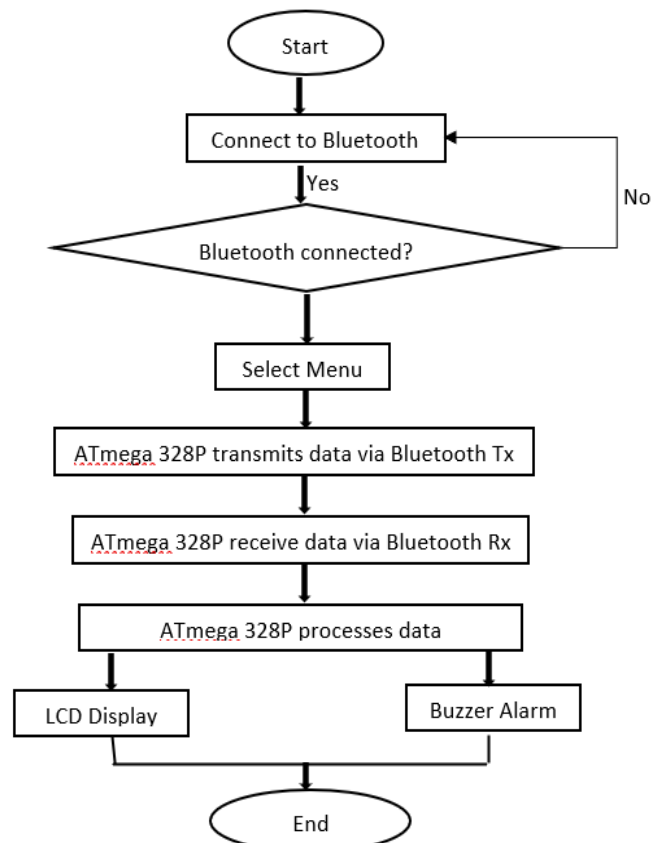 Start
Connect to Bluetooth
Yes
No
Bluetooth connected?
Select Menu
ATmega 328P transmits data via Bluetooth Tx
ATmega 328P receive data via Bluetooth Rx
ATmega 328P processes data
LCD Display
Buzzer Alarm
End